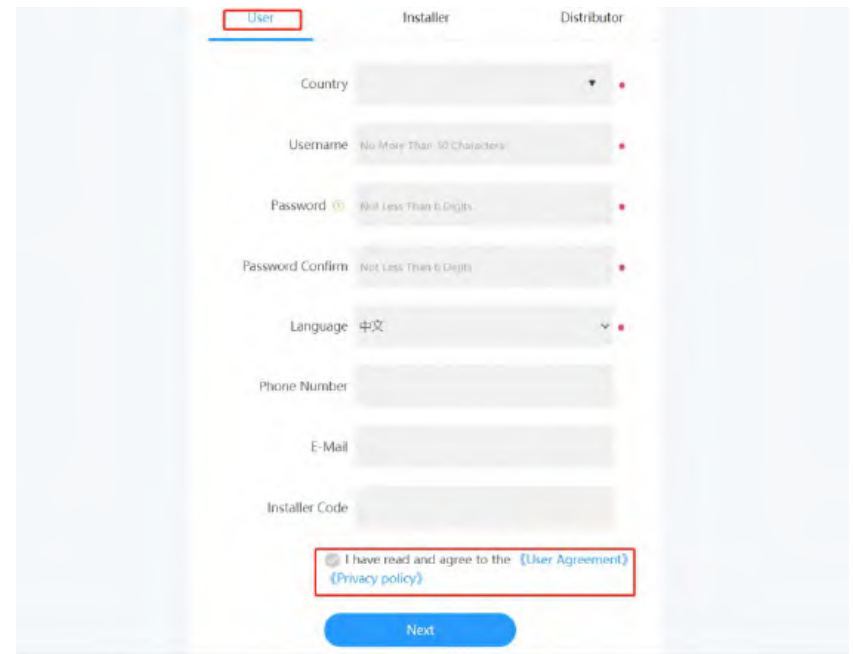 User Installer Distributor
Country
Username No More Than 30 Characters
Password Not Less Than 6 Digits
Password Confirm Not Less Than 6 Digits
Language 中文
Phone Number
E-Mail
Installer Code
I have read and agree to the 《User Agreement》
《Privacy policy》
Next